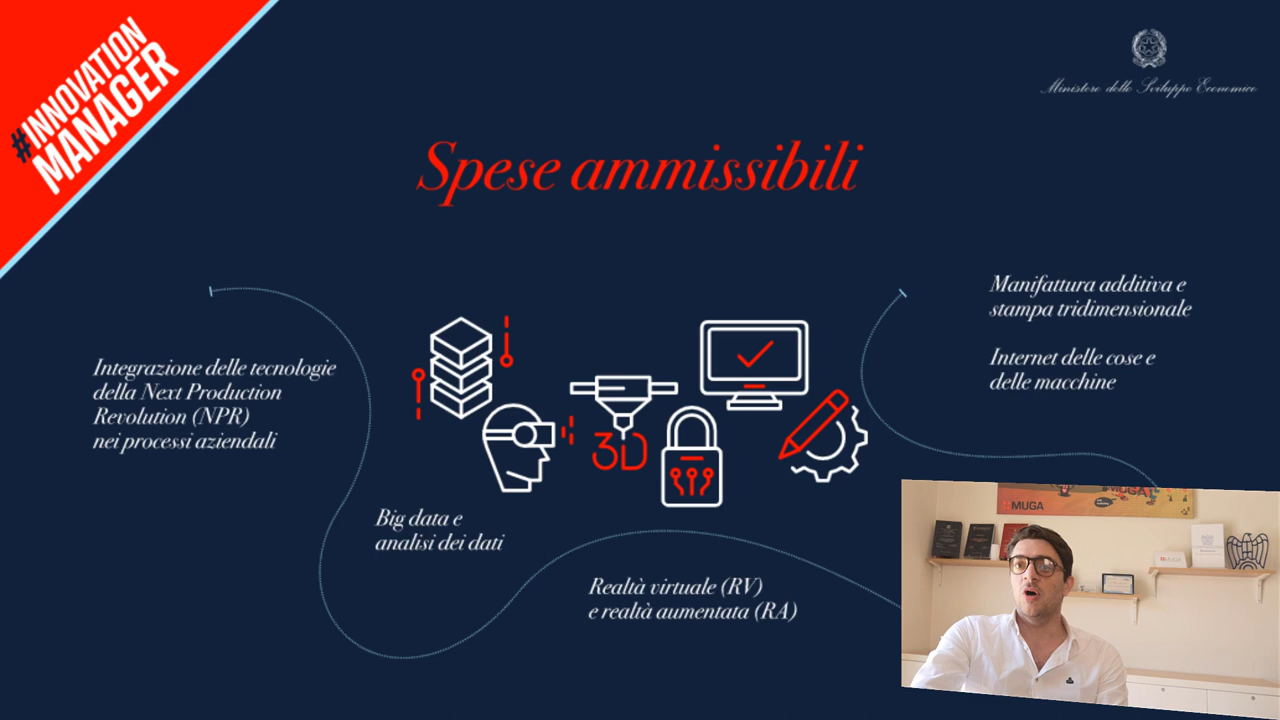 #INNOVATION
MANAGER
Ministero dello Sviluppo Economico
Spese ammissibili
Integrazione delle tecnologie
della Next Production
Revolution (NPR)
nei processi aziendali
3D
Big data e
analisi dei dati
Realtà virtuale (RV)
e realtà aumentata (RA)
Manifattura additiva e
stampa tridimensionale
Internet delle cose e
delle macchine
#MUGA
MUGA